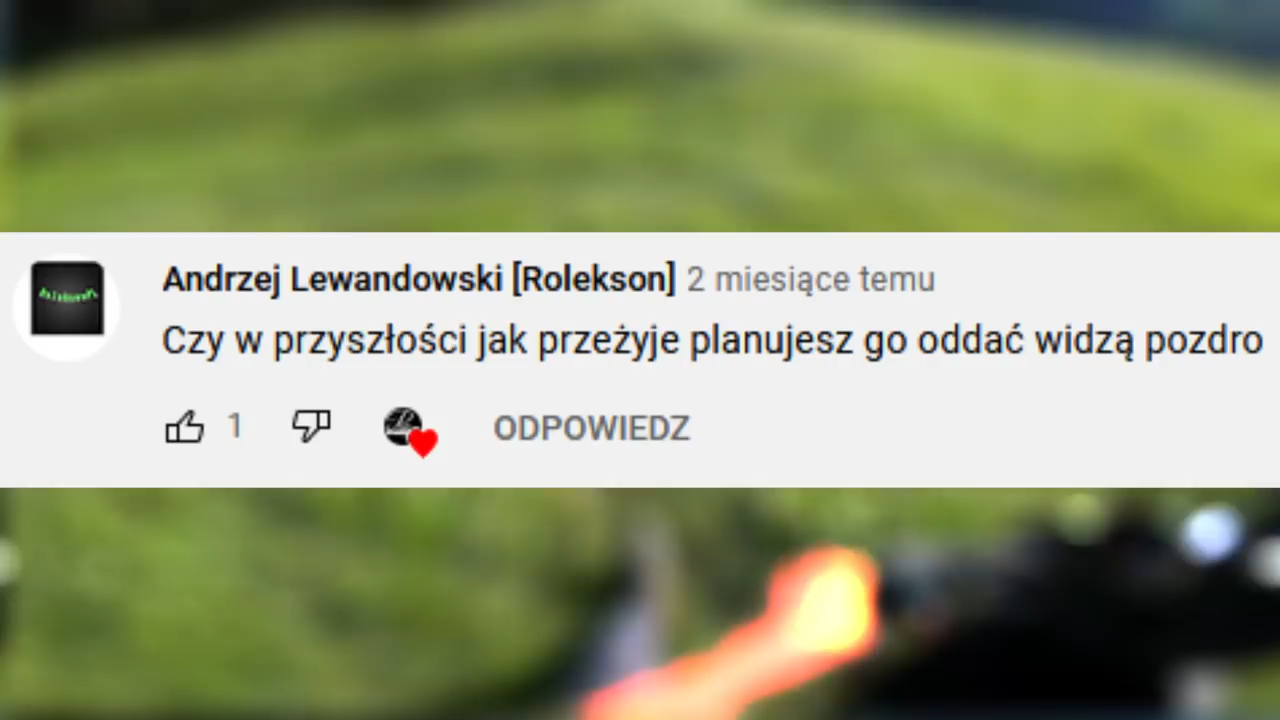 Andrzej Lewandowski [Rolekson] 2 miesiące temu
Czy w przyszłości jak przeżyje planujesz go oddać widzą pozdro
1 ODPOWIEDZ